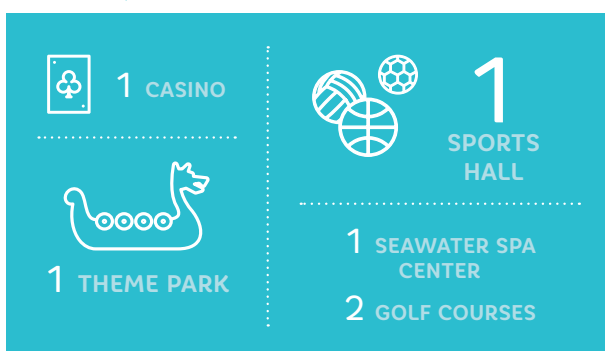 1 CASINO
1 THEME PARK
1
SPORTS
HALL
1 SEAWATER SPA
CENTER
2 GOLF COURSES